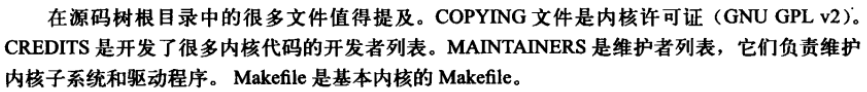 在源码树根目录中的很多文件值得提及。COPYING 文件是内核许可证（GNU GPL v2）。
CREDITS 是开发了很多内核代码的开发者列表。MAINTAINERS 是维护者列表，它们负责维护
内核子系统和驱动程序。 Makefile 是基本内核的 Makefile。